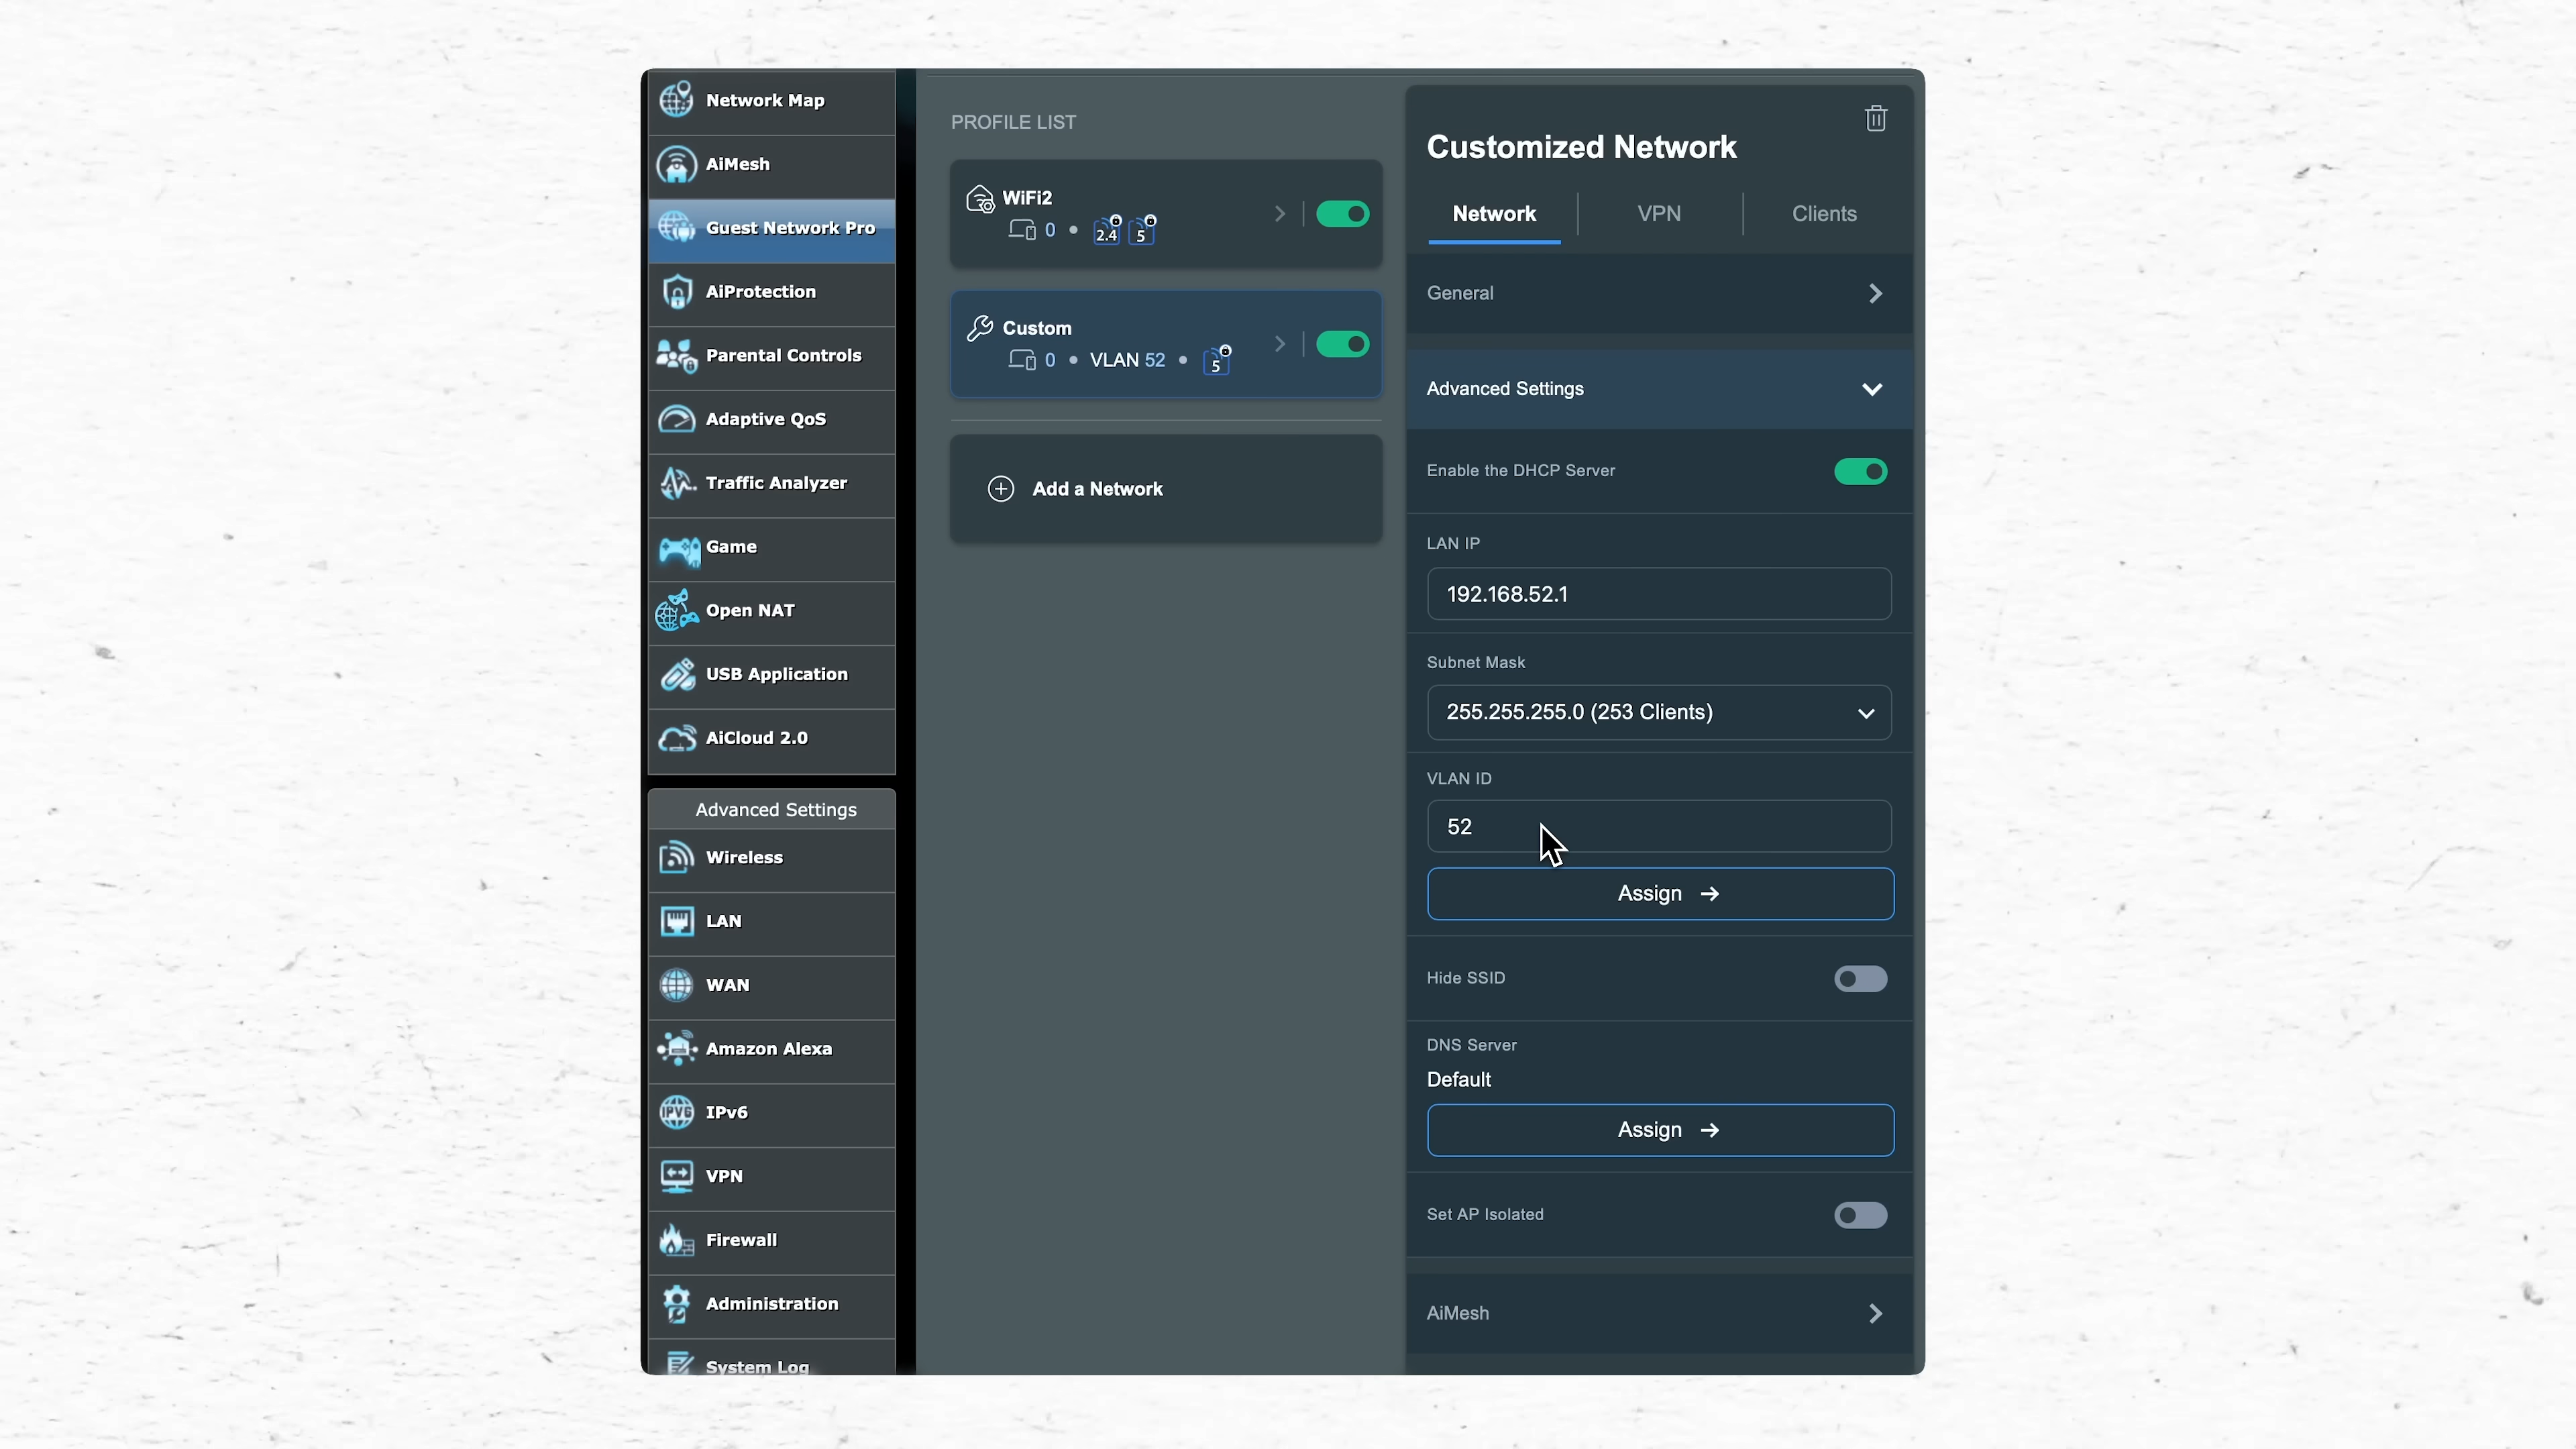 Network Map
AiMesh
Guest Network Pro
AiProtection
Parental Controls
Adaptive QoS
Traffic Analyzer
Game
Open NAT
USB Application
AiCloud 2.0
Advanced Settings
Wireless
LAN
WAN
Amazon Alexa
IPv6
IPv6
VPN
Firewall
Administration
System Log
PROFILE LIST
WiFi2
0 • 2.4 5
Custom
0 • VLAN 52 • 5
Add a Network
Customized Network
Network
VPN
Clients
General
Advanced Settings
Enable the DHCP Server
LAN IP
192.168.52.1
Subnet Mask
255.255.255.0 (253 Clients)
VLAN ID
52
Assign →
Hide SSID
DNS Server
Default
Assign →
Set AP Isolated
AiMesh